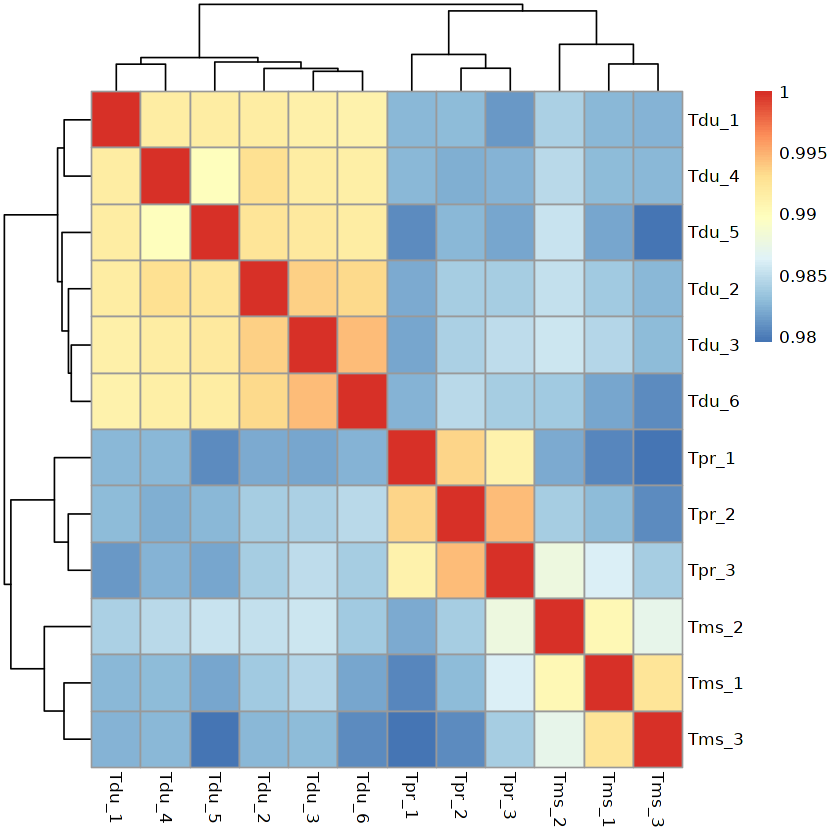 1
0.995
0.99
0.985
0.98
Tdu_1
Tdu_4
Tdu_5
Tdu_2
Tdu_3
Tdu_6
Tpr_1
Tpr_2
Tpr_3
Tms_2
Tms_1
Tms_3
Tdu_1
Tdu_4
Tdu_5
Tdu_2
Tdu_3
Tdu_6
Tpr_1
Tpr_2
Tpr_3
Tms_2
Tms_1
Tms_3